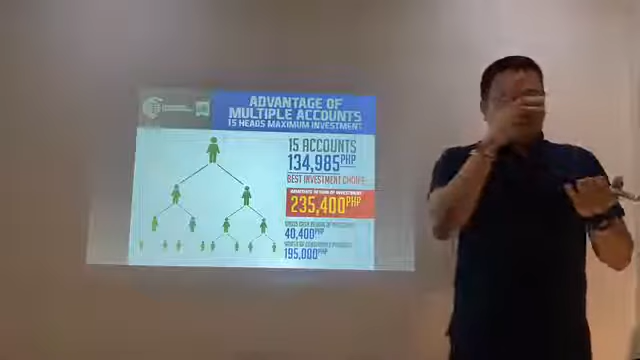 ADVANTAGE OF
MULTIPLE ACCOUNTS
15 HEADS MAXIMUM INVESTMENT
15 ACCOUNTS
134,985PHP
BEST INVESTMENT CHOICE
235,400PHP
40,400PHP
195,000PHP